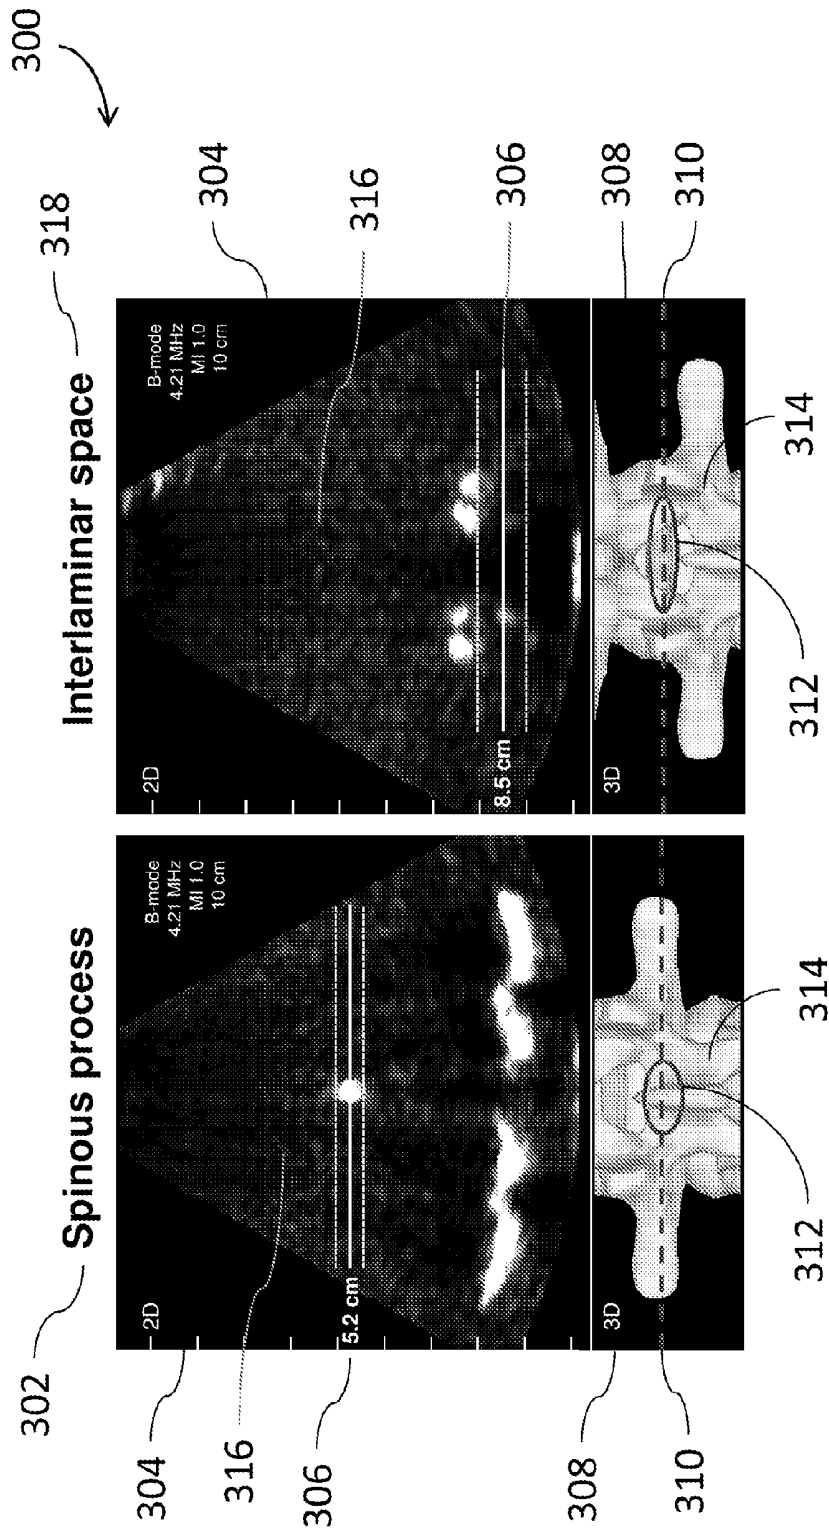 300
302
Spinous process
Interlaminar space
318
304
2D
B-mode
4.21 MHz
MI 1.0
10 cm
2D
B-mode
4.21 MHz
MI 1.0
10 cm
304
316
316
306
5.2 cm
8.5 cm
306
308
3D
3D
308
310
310
312
314
312
314